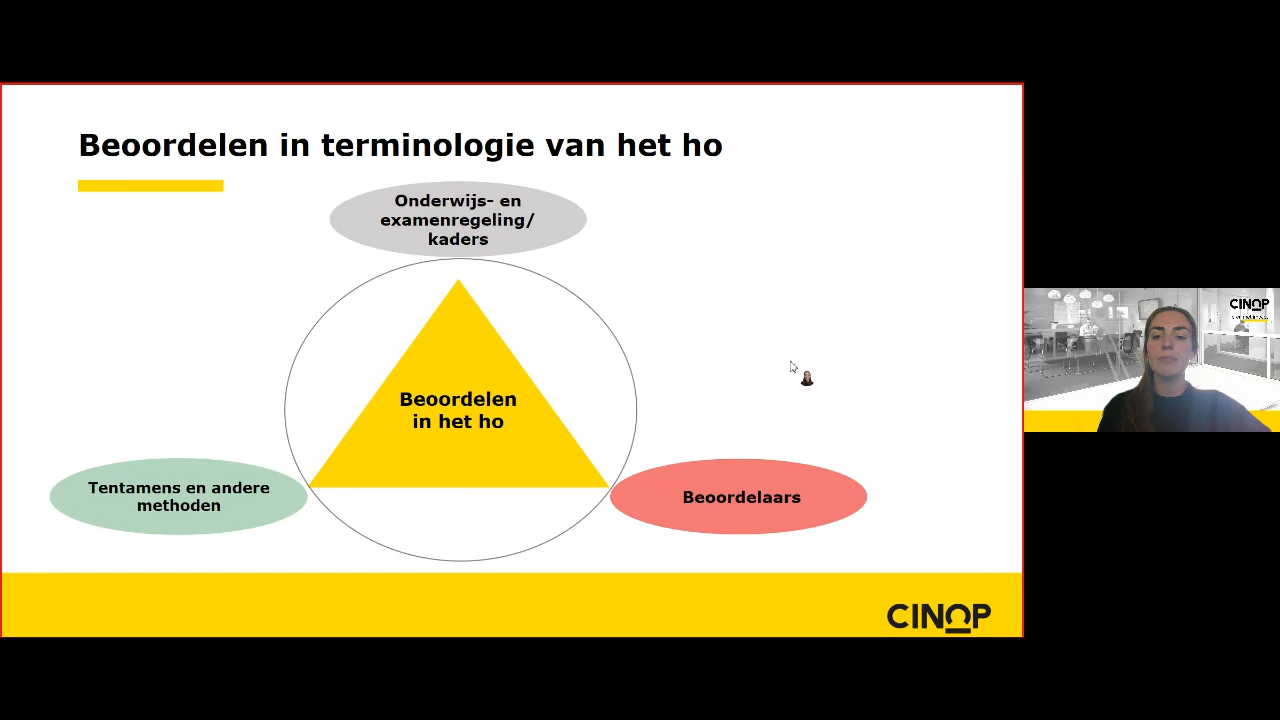 Beoordelen in terminologie van het ho
Onderwijs- en
examenregeling/
kaders
Beoordelen
in het ho
Tentamens en andere
methoden
Beoordelaars
CINOP
CINOP